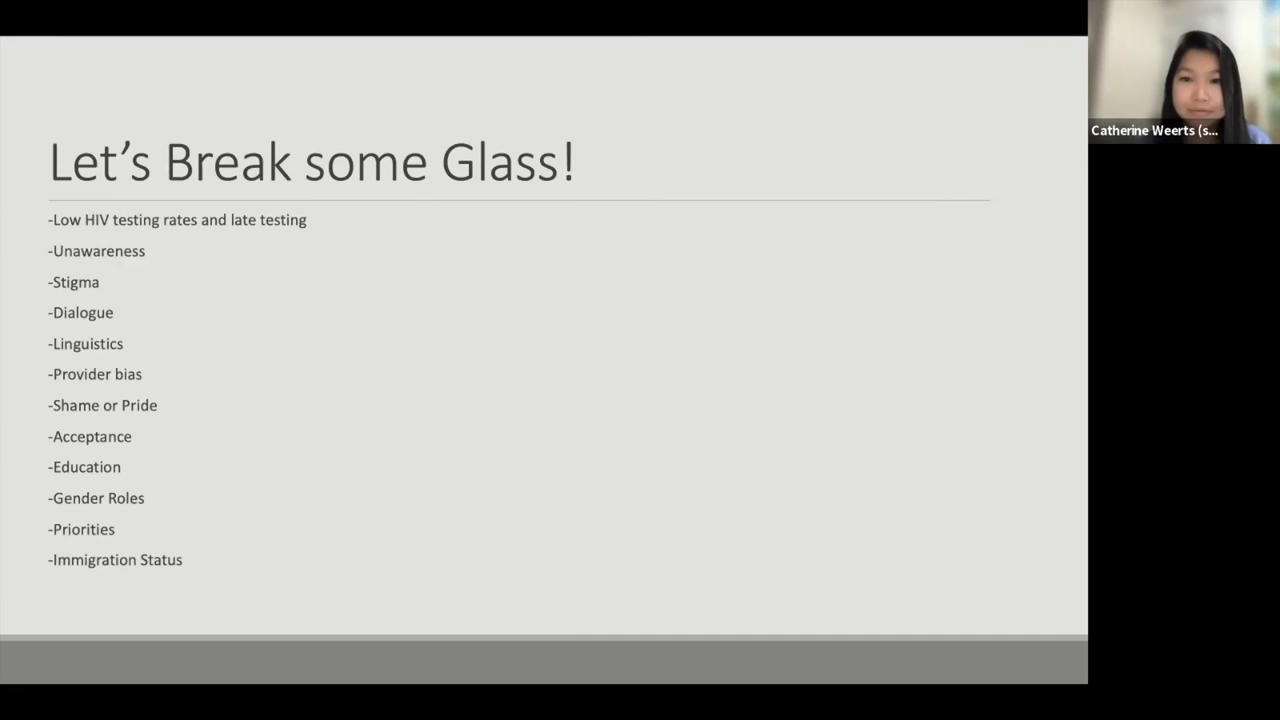 Let's Break some Glass!
-Low HIV testing rates and late testing
-Unawareness
-Stigma
-Dialogue
-Linguistics
-Provider bias
-Shame or Pride
-Acceptance
-Education
-Gender Roles
-Priorities
-Immigration Status
Catherine Weerts (s...